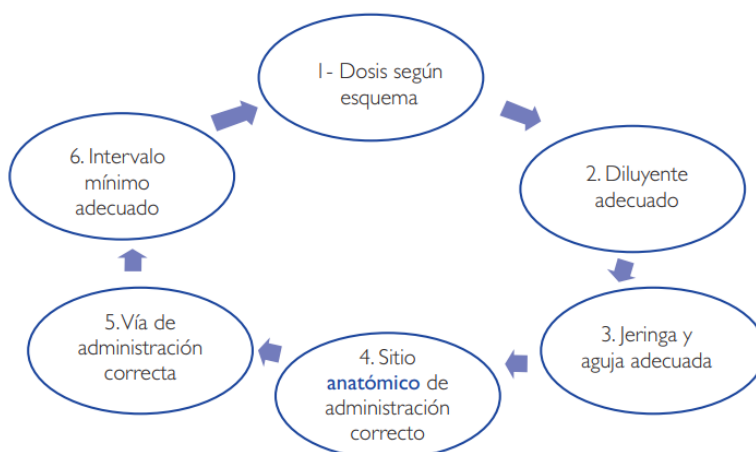 1- Dosis según
esquema
2. Diluyente
adecuado
3. Jeringa y
aguja adecuada
4. Sitio
anatómico de
administración
correcto
5. Vía de
administración
correcta
6. Intervalo
mínimo
adecuado